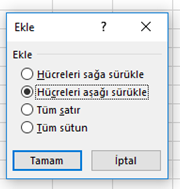 Ekle
Ekle
Hücreleri sağa sürükle
Hücreleri aşağı sürükle
Tüm satır
Tüm sütun
Tamam
İptal